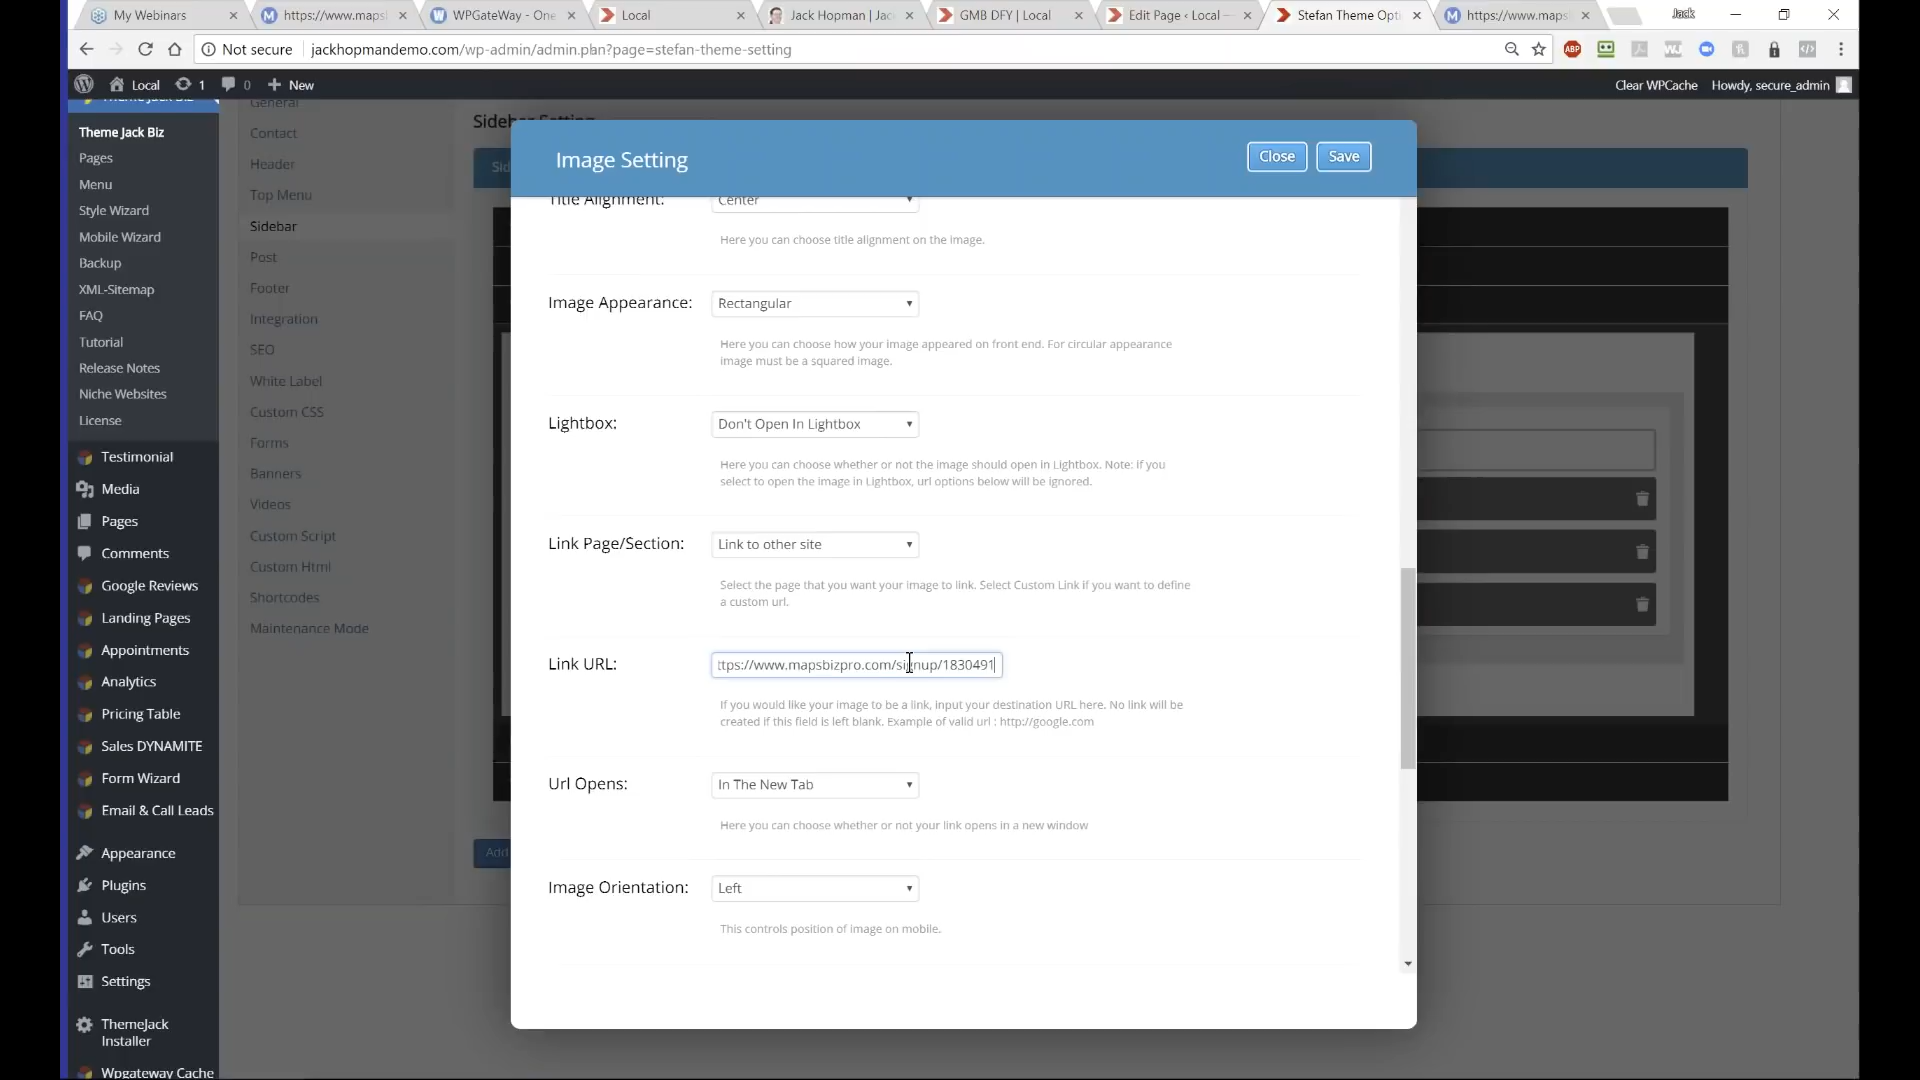 My Webinars
https://www.maps
WPGateWay - One
Local
Jack Hopman | Jac
GMB DFY | Local
Edit Page ‹ Local —
Stefan Theme Opti
https://www.maps
Jack
Not secure
jackhopmandemo.com/wp-admin/admin.php?page=stefan-theme-setting
Local
1
0
New
Clear WPCache
Howdy, secure_admin
Theme Jack Biz
Theme Jack Biz
Pages
Menu
Style Wizard
Mobile Wizard
Backup
XML-Sitemap
FAQ
Tutorial
Release Notes
Niche Websites
License
Testimonial
Media
Pages
Comments
Google Reviews
Landing Pages
Appointments
Analytics
Pricing Table
Sales DYNAMITE
Form Wizard
Email & Call Leads
Appearance
Plugins
Users
Tools
Settings
ThemeJack
Installer
Wpgateway Cache
General
Contact
Header
Top Menu
Sidebar
Post
Footer
Integration
SEO
White Label
Custom CSS
Forms
Banners
Videos
Custom Script
Custom Html
Shortcodes
Maintenance Mode
Sidebar Setting
Sid
Add
Image Setting
Close
Save
Title Alignment:
Center
Here you can choose title alignment on the image.
Image Appearance:
Rectangular
Here you can choose how your image appeared on front end. For circular appearance
image must be a squared image.
Lightbox:
Don't Open In Lightbox
Here you can choose whether or not the image should open in Lightbox. Note: if you
select to open the image in Lightbox, url options below will be ignored.
Link Page/Section:
Link to other site
Select the page that you want your image to link. Select Custom Link if you want to define
a custom url.
Link URL:
ttps://www.mapsbizpro.com/signup/1830491
If you would like your image to be a link, input your destination URL here. No link will be
created if this field is left blank. Example of valid url : http://google.com
Url Opens:
In The New Tab
Here you can choose whether or not your link opens in a new window
Image Orientation:
Left
This controls position of image on mobile.